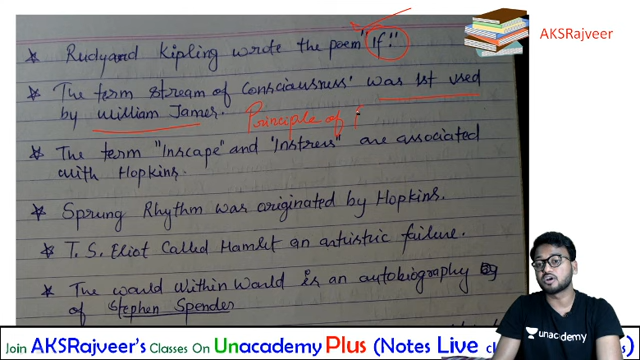 AKSRajveer
* Rudyard Kipling wrote the poem "If."
* The term stream of consciousness' was 1st used
by William James. Principle of
* The term "Inscape" and "Instress" are associated
with Hopkins.
* Sprung Rhythm was originated by Hopkins.
* T. S. Eliot called Hamlet an artistric failure.
* The world within world is an autobiography
of Stephen Spender
unacademy
Join AKSRajveer's Classes On Unacademy Plus (Notes Live